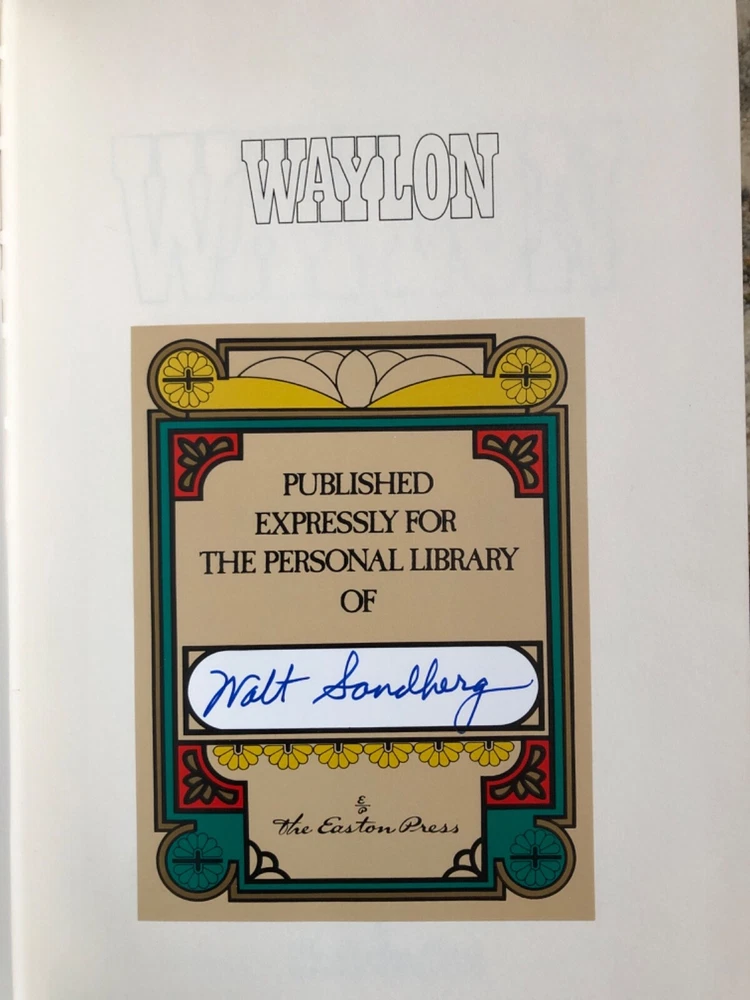 WAYLON
PUBLISHED
EXPRESSLY FOR
THE PERSONAL LIBRARY
OF
Walt Sandberg
E/P
The Easton Press